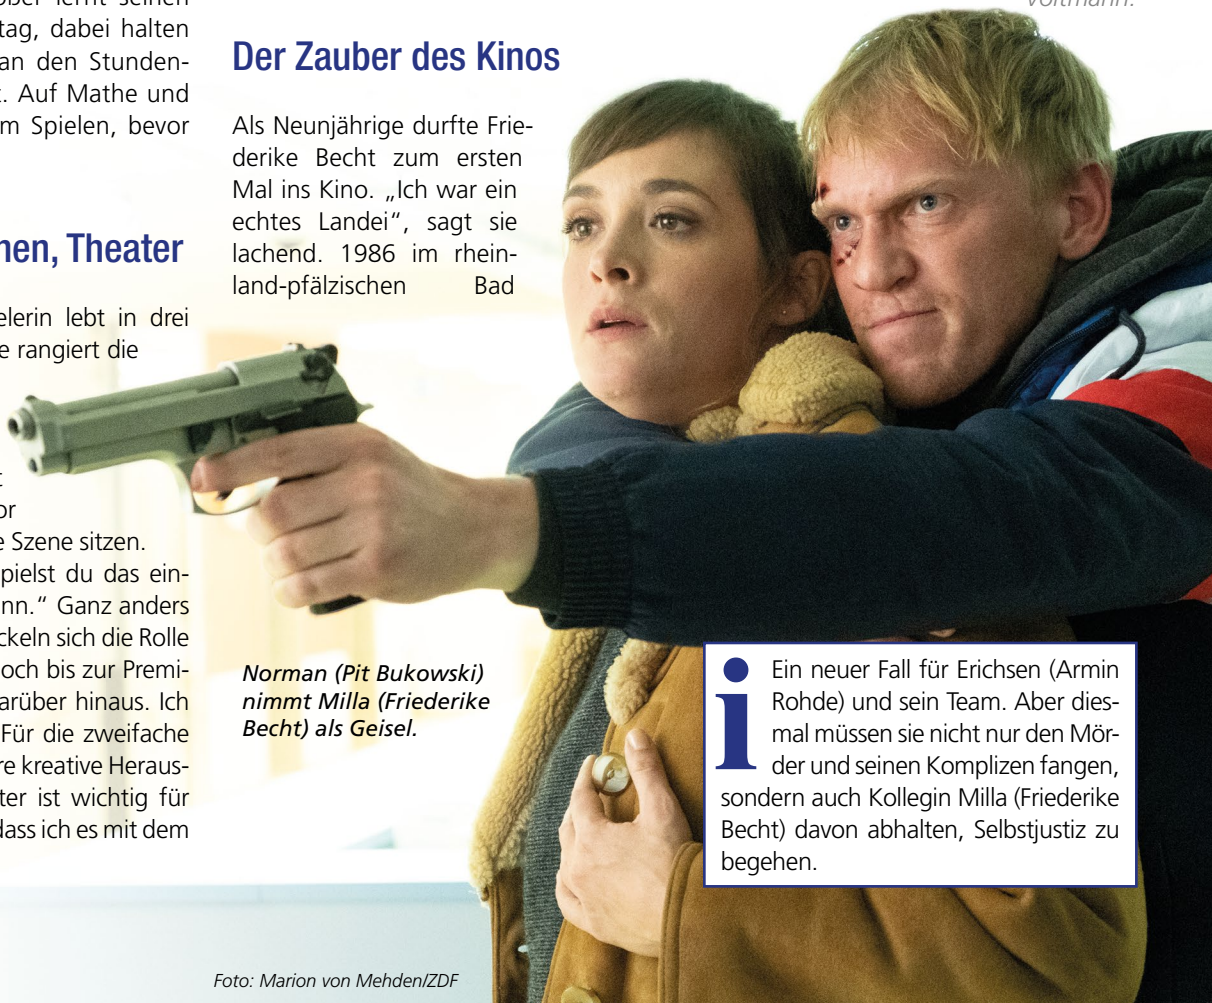 lernt seinen
tag, dabei halten
an den Stunden-
. Auf Mathe und
m Spielen, bevor
nen, Theater
elerin lebt in drei
e rangiert die
t
or
e Szene sitzen.
pielst du das ein-
nn.“ Ganz anders
ckeln sich die Rolle
och bis zur Premi-
arüber hinaus. Ich
Für die zweifache
re kreative Heraus-
ter ist wichtig für
dass ich es mit dem
Der Zauber des Kinos
Als Neunjährige durfte Frie-
derike Becht zum ersten
Mal ins Kino. „Ich war ein
echtes Landei“, sagt sie
lachend. 1986 im rhein-
land-pfälzischen Bad
Voltmann.
Norman (Pit Bukowski)
nimmt Milla (Friederike
Becht) als Geisel.
i
Ein neuer Fall für Erichsen (Armin
Rohde) und sein Team. Aber dies-
mal müssen sie nicht nur den Mör-
der und seinen Komplizen fangen,
sondern auch Kollegin Milla (Friederike
Becht) davon abhalten, Selbstjustiz zu
begehen.
Foto: Marion von Mehden/ZDF